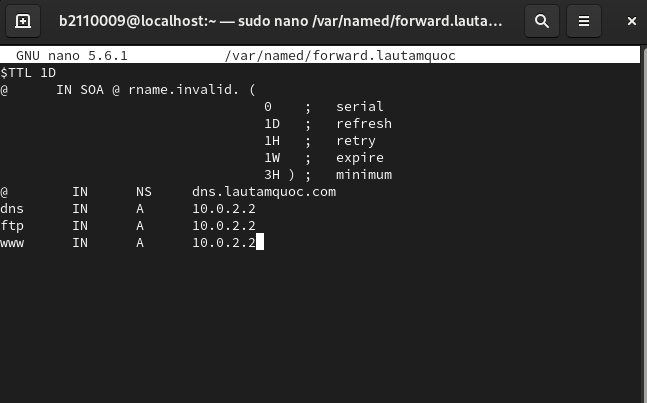 b2110009@localhost:~ — sudo nano /var/named/forward.lauta...
GNU nano 5.6.1 /var/named/forward.lautamquoc
$TTL 1D
@ IN SOA @ rname.invalid. (
0 ; serial
1D ; refresh
1H ; retry
1W ; expire
3H ) ; minimum
@ IN NS dns.lautamquoc.com
dns IN A 10.0.2.2
ftp IN A 10.0.2.2
www IN A 10.0.2.2